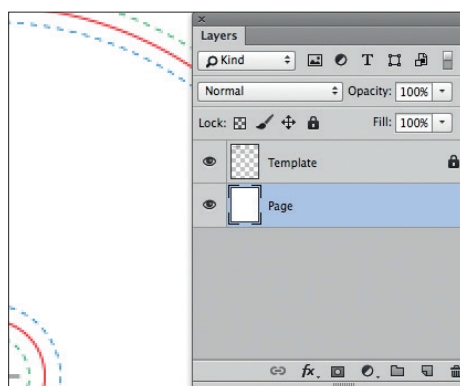 Layers
Kind T
Normal Opacity: 100%
Lock: Fill: 100%
Template
Page
fx.